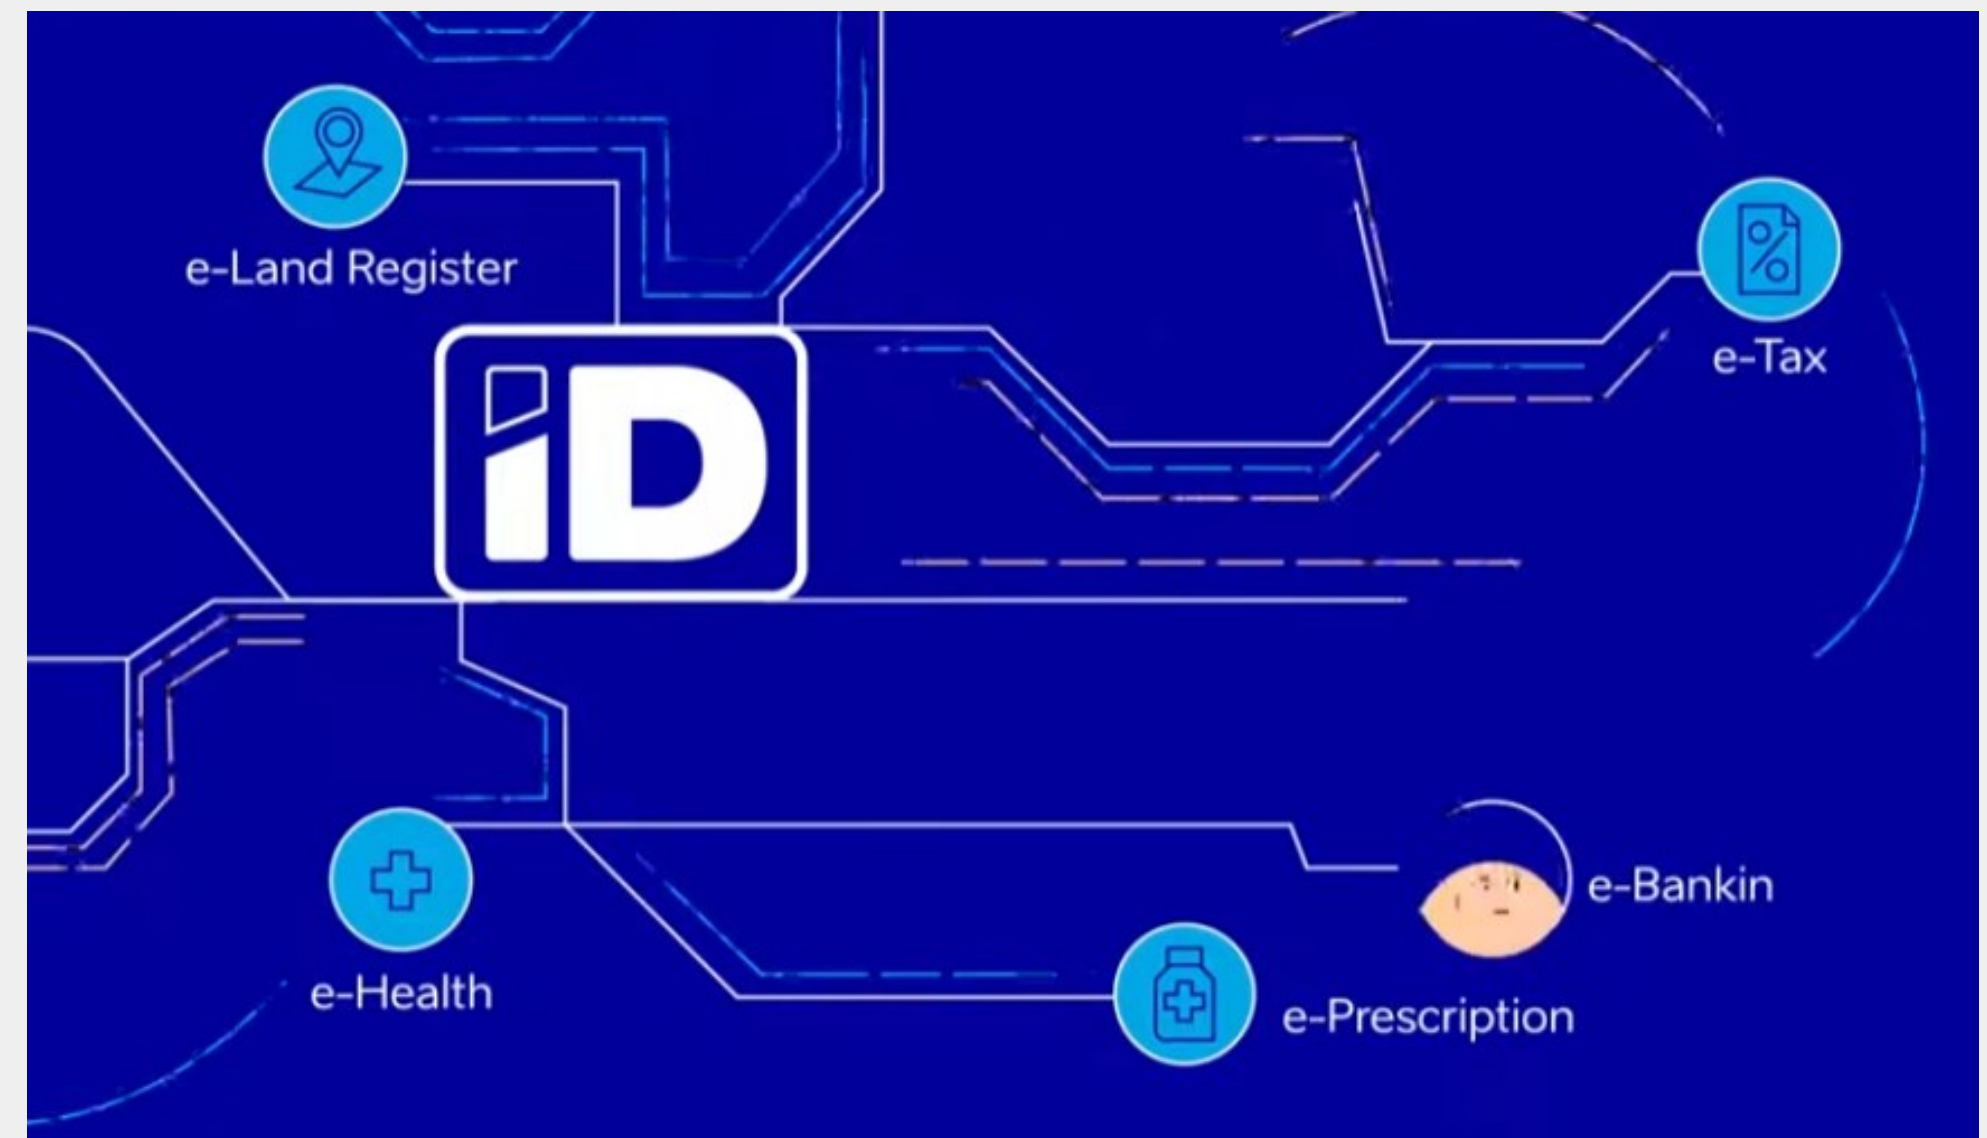 e-Land Register
e-Tax
iD
e-Health
e-Bankin
e-Prescription